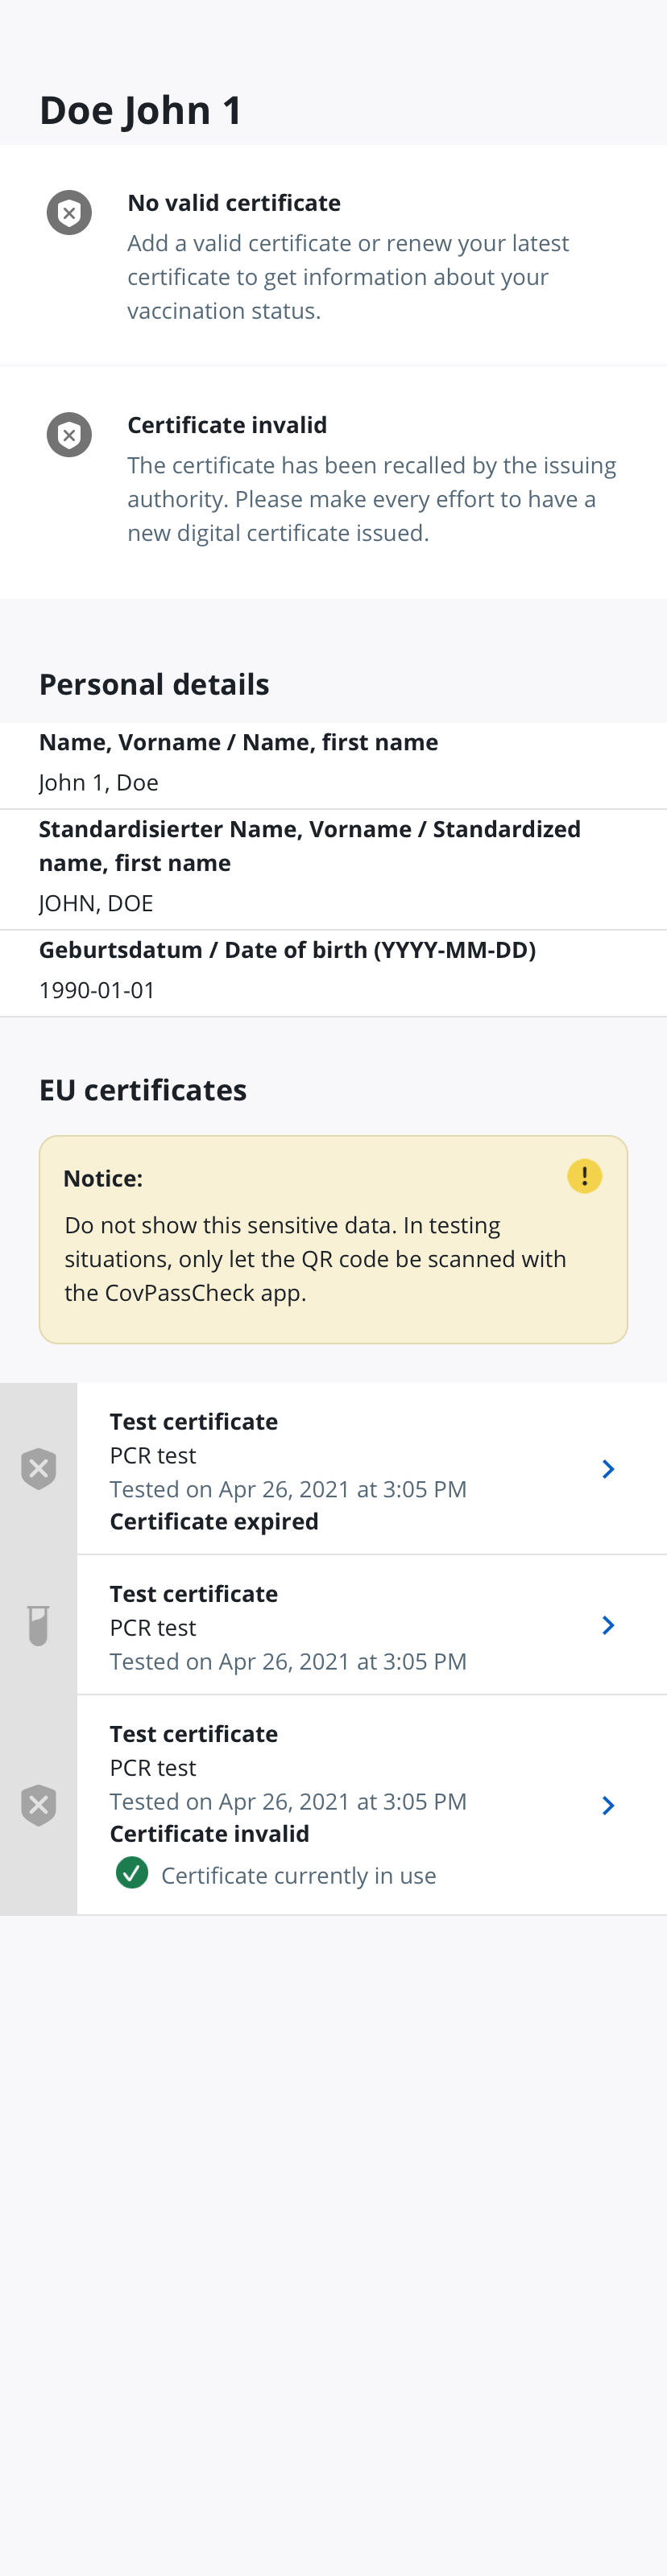 Doe John 1
No valid certificate
Add a valid certificate or renew your latest
certificate to get information about your
vaccination status.
Certificate invalid
The certificate has been recalled by the issuing
authority. Please make every effort to have a
new digital certificate issued.
Personal details
Name, Vorname / Name, first name
John 1, Doe
Standardisierter Name, Vorname / Standardized
name, first name
JOHN, DOE
Geburtsdatum / Date of birth (YYYY-MM-DD)
1990-01-01
EU certificates
Notice:
Do not show this sensitive data. In testing
situations, only let the QR code be scanned with
the CovPassCheck app.
Test certificate
PCR test
Tested on Apr 26, 2021 at 3:05 PM
Certificate expired
Test certificate
PCR test
Tested on Apr 26, 2021 at 3:05 PM
Test certificate
PCR test
Tested on Apr 26, 2021 at 3:05 PM
Certificate invalid
Certificate currently in use